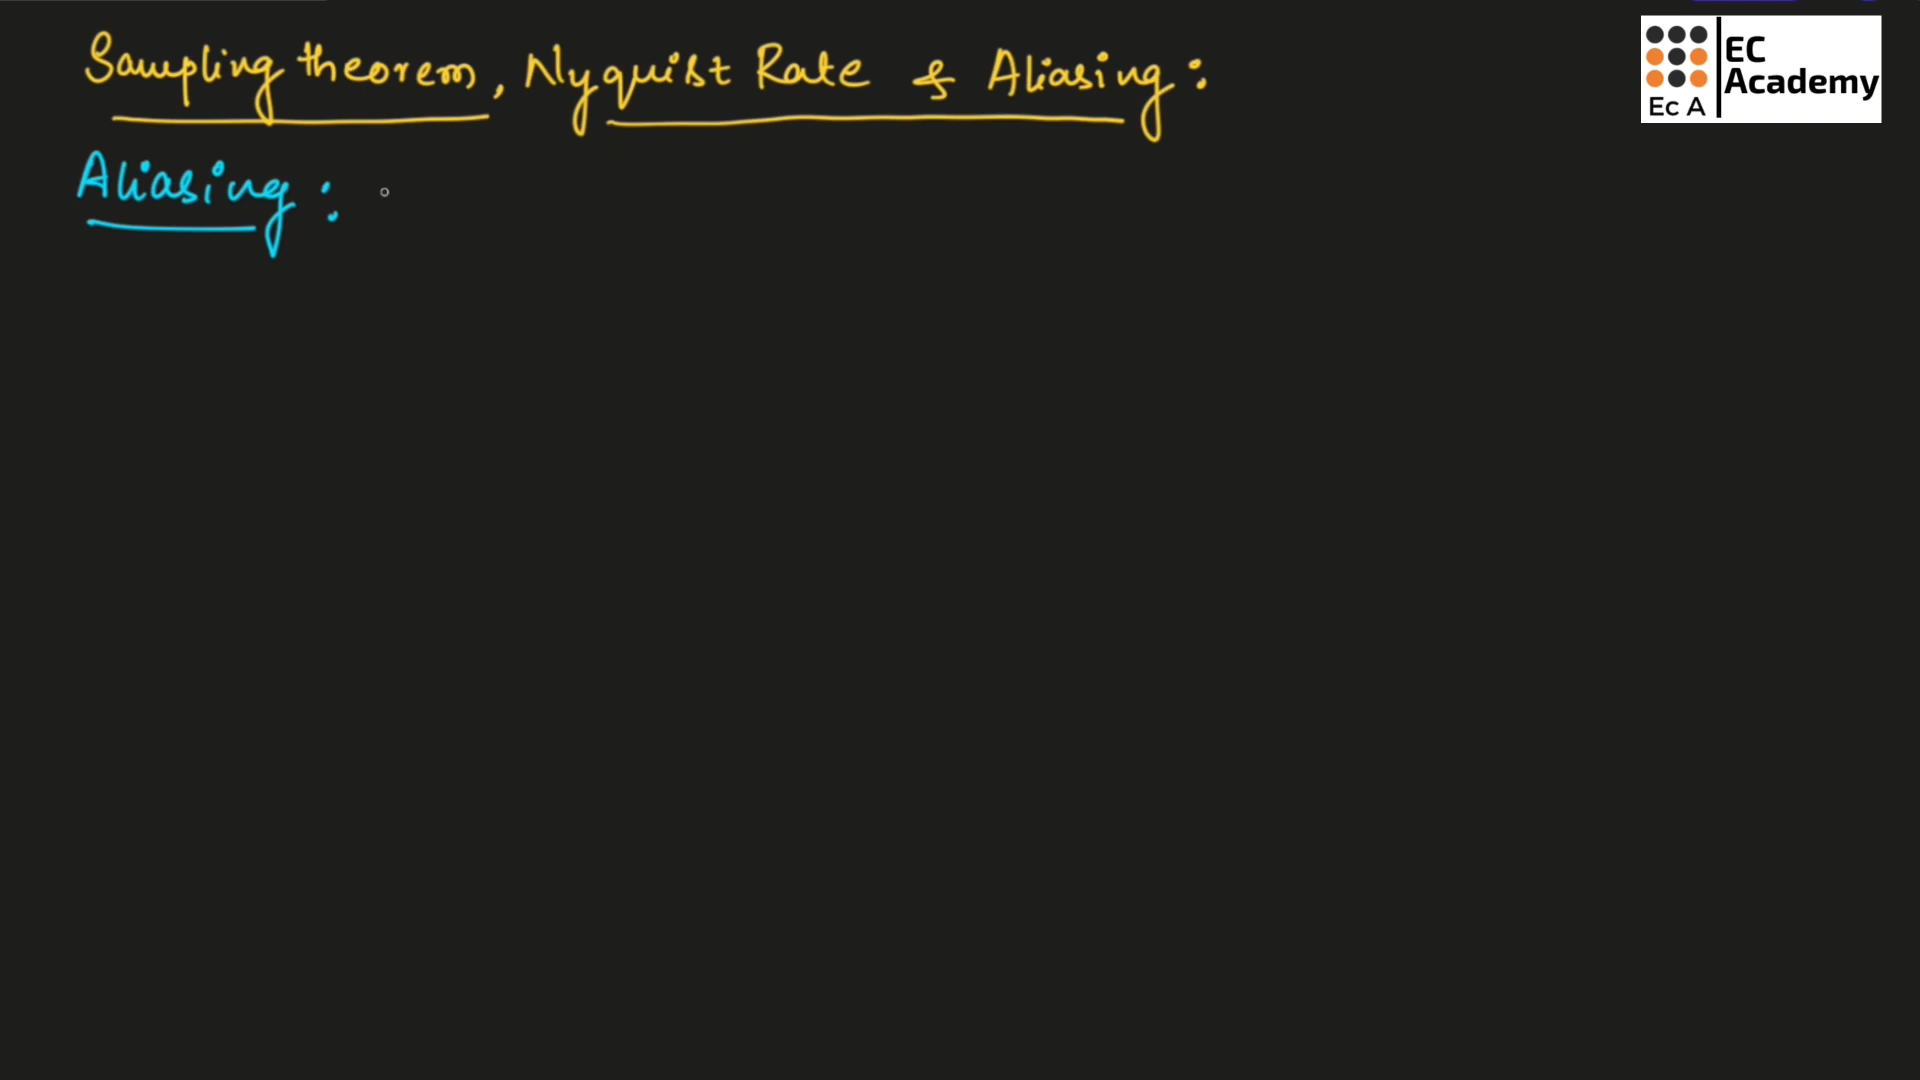 Sampling theorem, Nyquist Rate & Aliasing:
EC
Academy
Ec A
Aliasing: